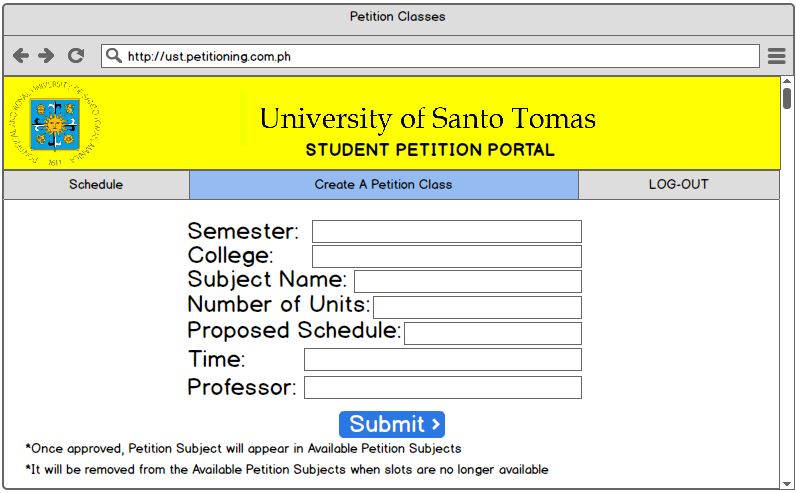 Petition Classes
http://ust.petitioning.com.ph
University of Santo Tomas
STUDENT PETITION PORTAL
1611
Schedule
Create A Petition Class
LOG-OUT
Semester:
College:
Subject Name:
Number of Units:
Proposed Schedule:
Time:
Professor:
Submit >
*Once approved, Petition Subject will appear in Available Petition Subjects
*It will be removed from the Available Petition Subjects when slots are no longer available